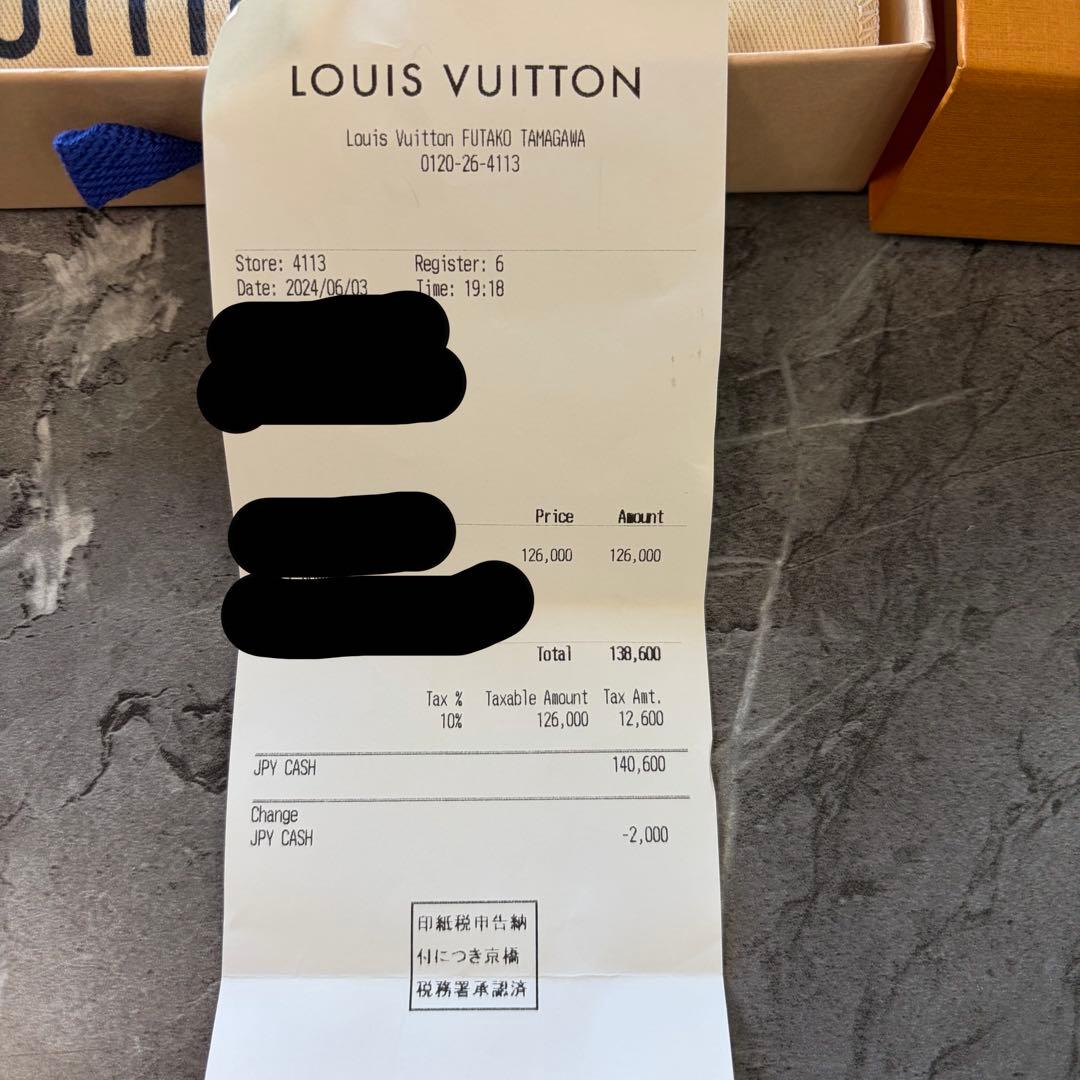 LOUIS VUITTON
Louis Vuitton FUTAKO TAMAGAWA
0120-26-4113
Store: 4113 Register: 6
Date: 2024/06/03 Time: 19:18
Price Amount
126,000 126,000
Total 138,600
Tax % Taxable Amount Tax Amt.
10% 126,000 12,600
JPY CASH 140,600
Change
JPY CASH -2,000
印紙税申告納
付につき京橋
税務署承認済